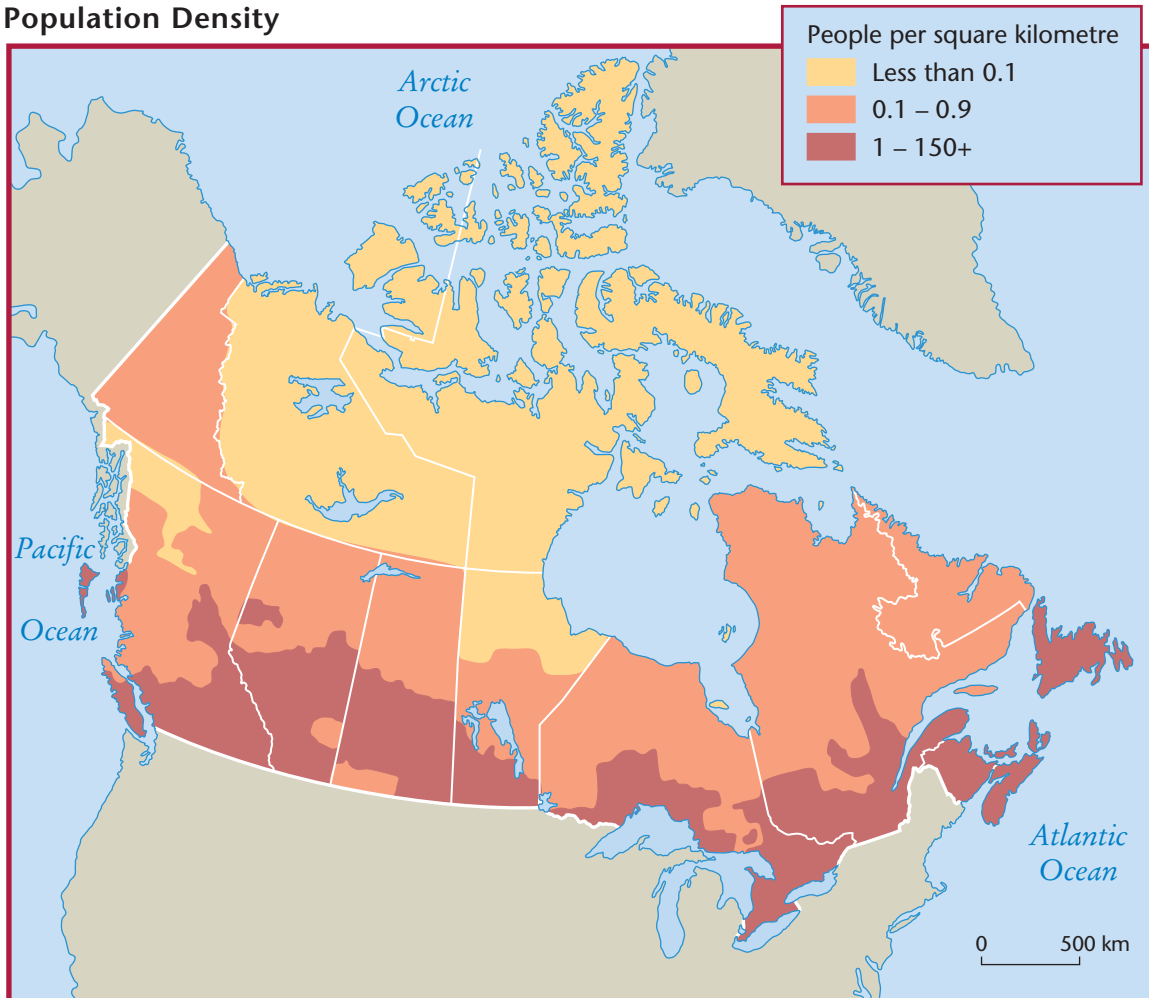 Population Density
People per square kilometre
Less than 0.1
0.1 – 0.9
1 – 150+
Arctic
Ocean
Pacific
Ocean
Atlantic
Ocean
0 500 km